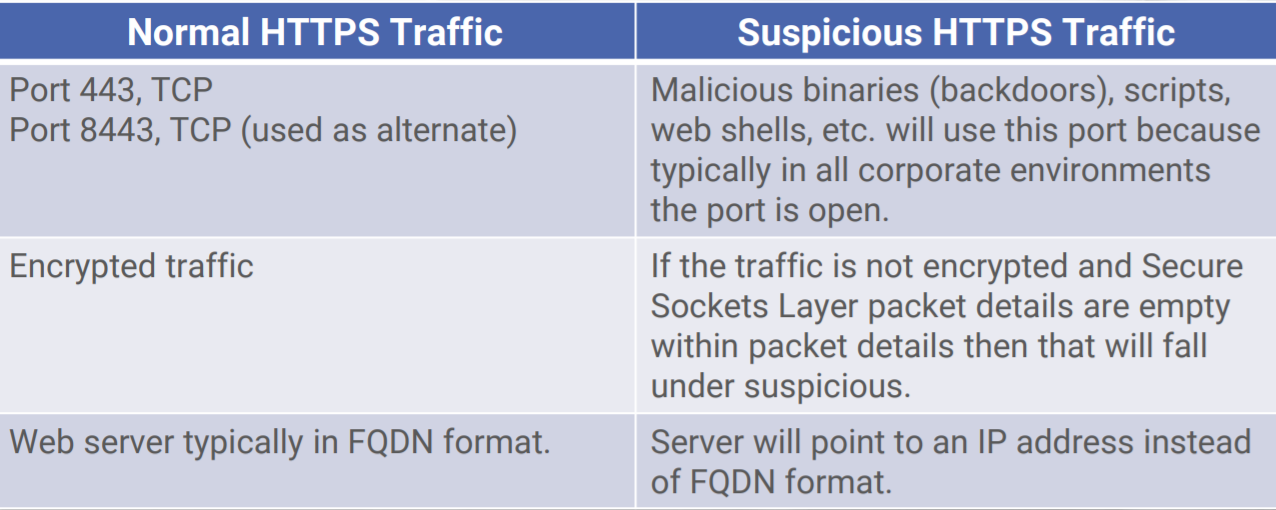 Normal HTTPS Traffic
Suspicious HTTPS Traffic
Port 443, TCP
Port 8443, TCP (used as alternate)
Malicious binaries (backdoors), scripts,
web shells, etc. will use this port because
typically in all corporate environments
the port is open.
Encrypted traffic
If the traffic is not encrypted and Secure
Sockets Layer packet details are empty
within packet details then that will fall
under suspicious.
Web server typically in FQDN format.
Server will point to an IP address instead
of FQDN format.